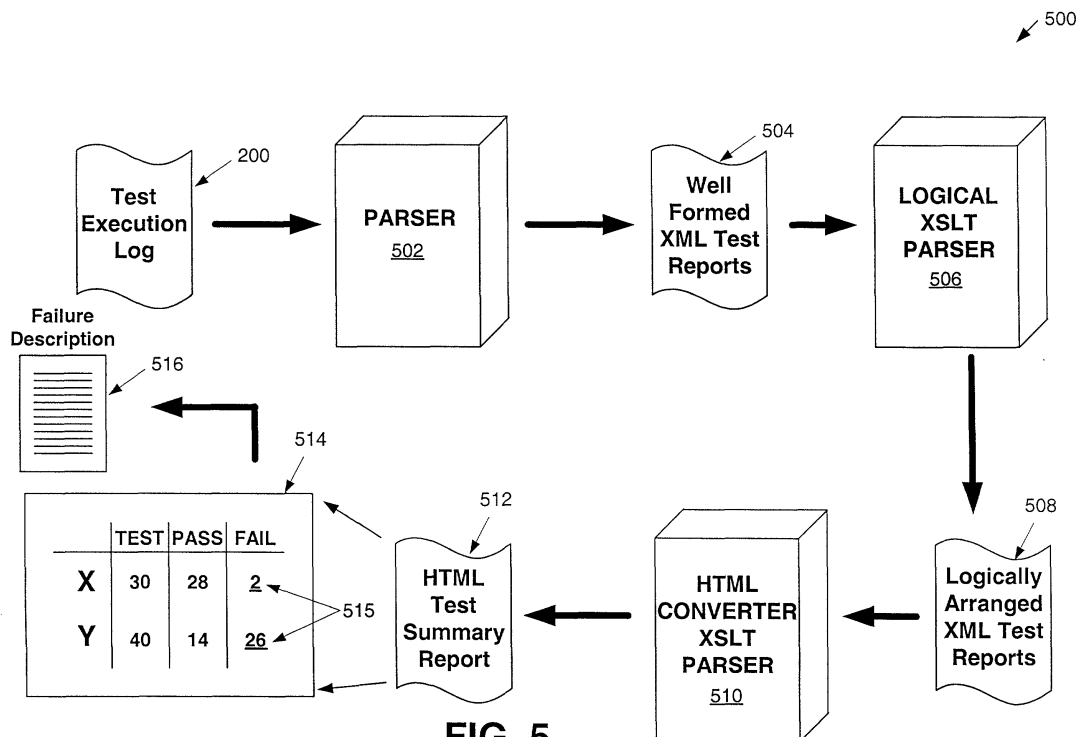 500
200
Test
Execution
Log
PARSER
502
504
Well
Formed
XML Test
Reports
LOGICAL
XSLT
PARSER
506
Failure
Description
516
514
TEST PASS FAIL
X 30 28 2
Y 40 14 26
515
512
HTML
Test
Summary
Report
HTML
CONVERTER
XSLT
PARSER
510
508
Logically
Arranged
XML Test
Reports
FIG. 5